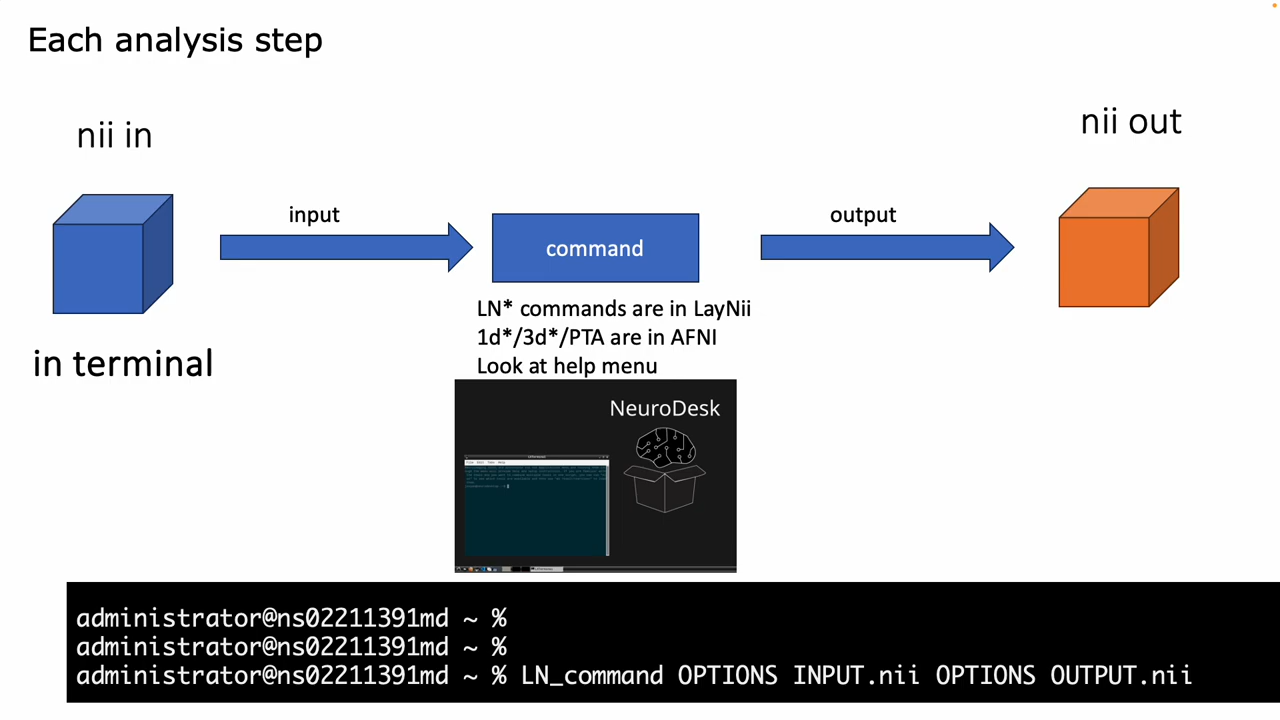 Each analysis step
nii in
nii out
input
output
command
LN* commands are in LayNii
1d*/3d*/PTA are in AFNI
Look at help menu
in terminal
NeuroDesk
administrator@ns02211391md ~ %
administrator@ns02211391md ~ %
administrator@ns02211391md ~ % LN_command OPTIONS INPUT.nii OPTIONS OUTPUT.nii